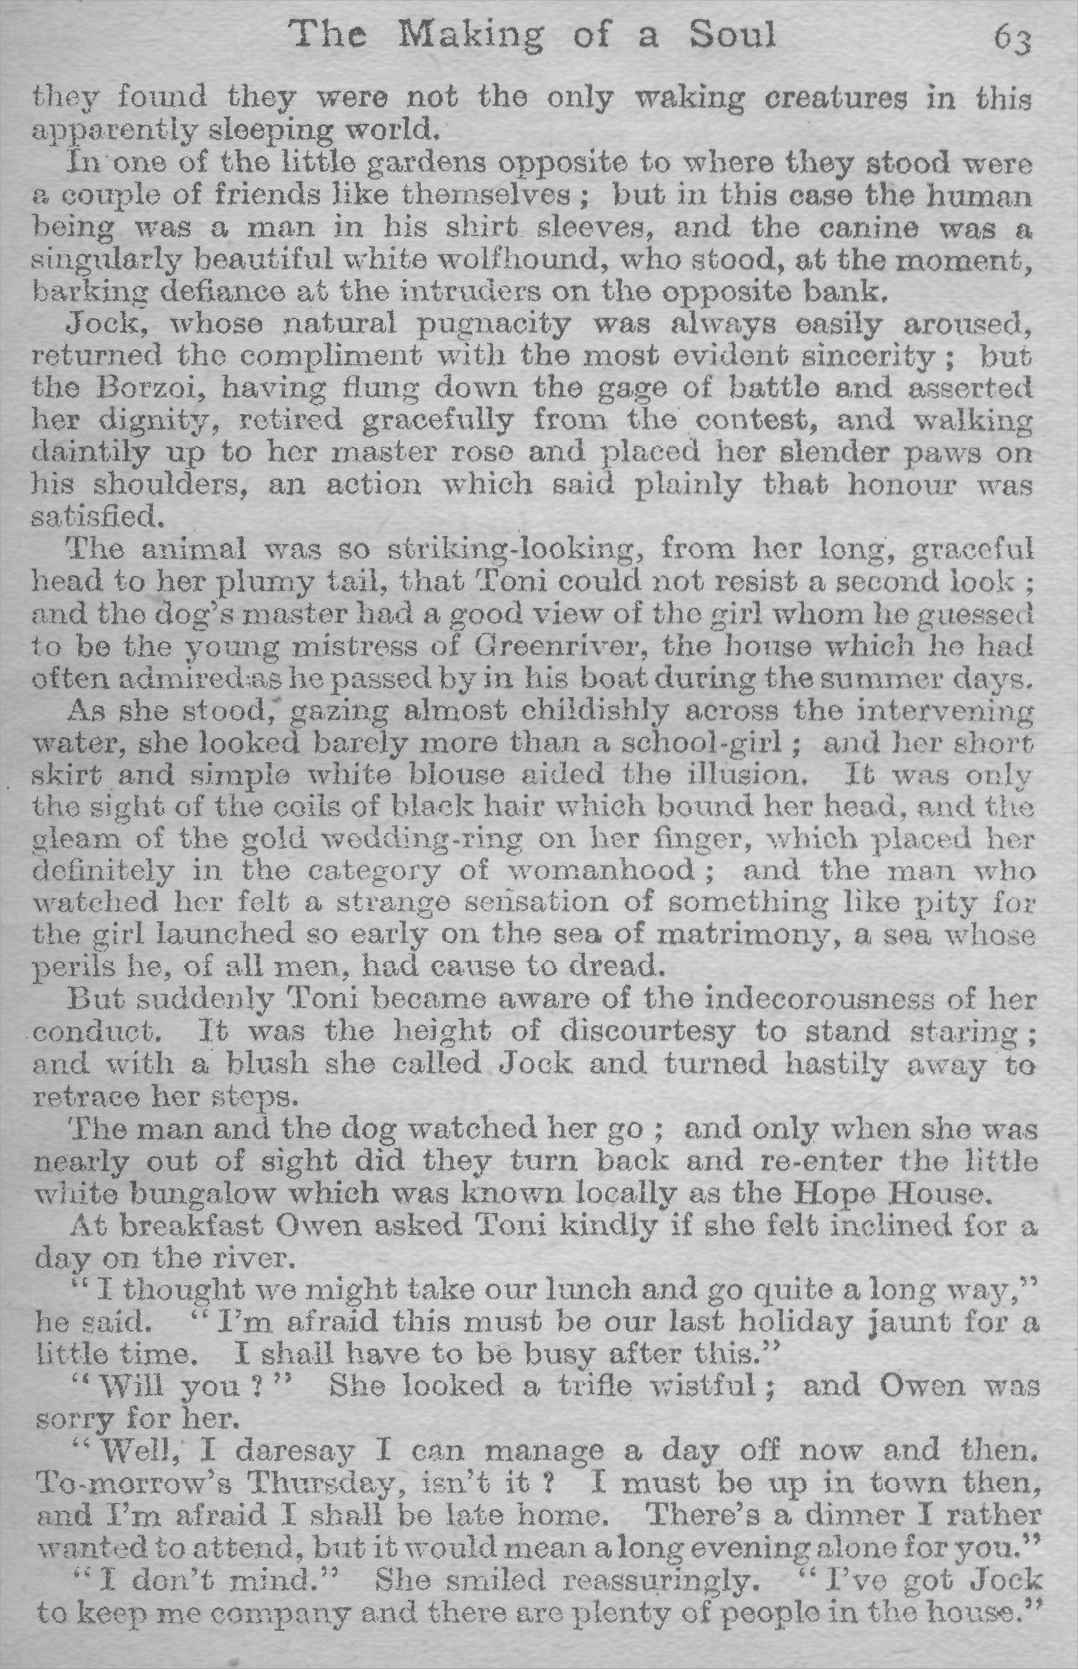 The Making of a Soul 63
they found they were not the only waking creatures in this
apparently sleeping world.
In one of the little gardens opposite to where they stood were
a couple of friends like themselves ; but in this case the human
being was a man in his shirt sleeves, and the canine was a
singularly beautiful white wolfhound, who stood, at the moment,
barking defiance at the intruders on the opposite bank.
Jock, whose natural pugnacity was always easily aroused,
returned the compliment with the most evident sincerity ; but
the Borzoi, having flung down the gage of battle and asserted
her dignity, retired gracefully from the contest, and walking
daintily up to her master rose and placed her slender paws on
his shoulders, an action which said plainly that honour was
satisfied.
The animal was so striking-looking, from her long, graceful
head to her plumy tail, that Toni could not resist a second look ;
and the dog's master had a good view of the girl whom he guessed
to be the young mistress of Greenriver, the house which he had
often admired as he passed by in his boat during the summer days.
As she stood, gazing almost childishly across the intervening
water, she looked barely more than a school-girl ; and her short
skirt and simple white blouse aided the illusion. It was only
the sight of the coils of black hair which bound her head, and the
gleam of the gold wedding-ring on her finger, which placed her
definitely in the category of womanhood ; and the man who
watched her felt a strange sensation of something like pity for
the girl launched so early on the sea of matrimony, a sea whose
perils he, of all men, had cause to dread.
But suddenly Toni became aware of the indecorousness of her
conduct. It was the height of discourtesy to stand staring ;
and with a blush she called Jock and turned hastily away to
retrace her steps.
The man and the dog watched her go ; and only when she was
nearly out of sight did they turn back and re-enter the little
white bungalow which was known locally as the Hope House.
At breakfast Owen asked Toni kindly if she felt inclined for a
day on the river.
"I thought we might take our lunch and go quite a long way,"
he said. "I'm afraid this must be our last holiday jaunt for a
little time. I shall have to be busy after this."
"Will you ? " She looked a trifle wistful ; and Owen was
sorry for her.
"Well, I daresay I can manage a day off now and then.
To-morrow's Thursday, isn't it ? I must be up in town then,
and I'm afraid I shall be late home. There's a dinner I rather
wanted to attend, but it would mean a long evening alone for you."
"I don't mind." She smiled reassuringly. "I've got Jock
to keep me company and there are plenty of people in the house."